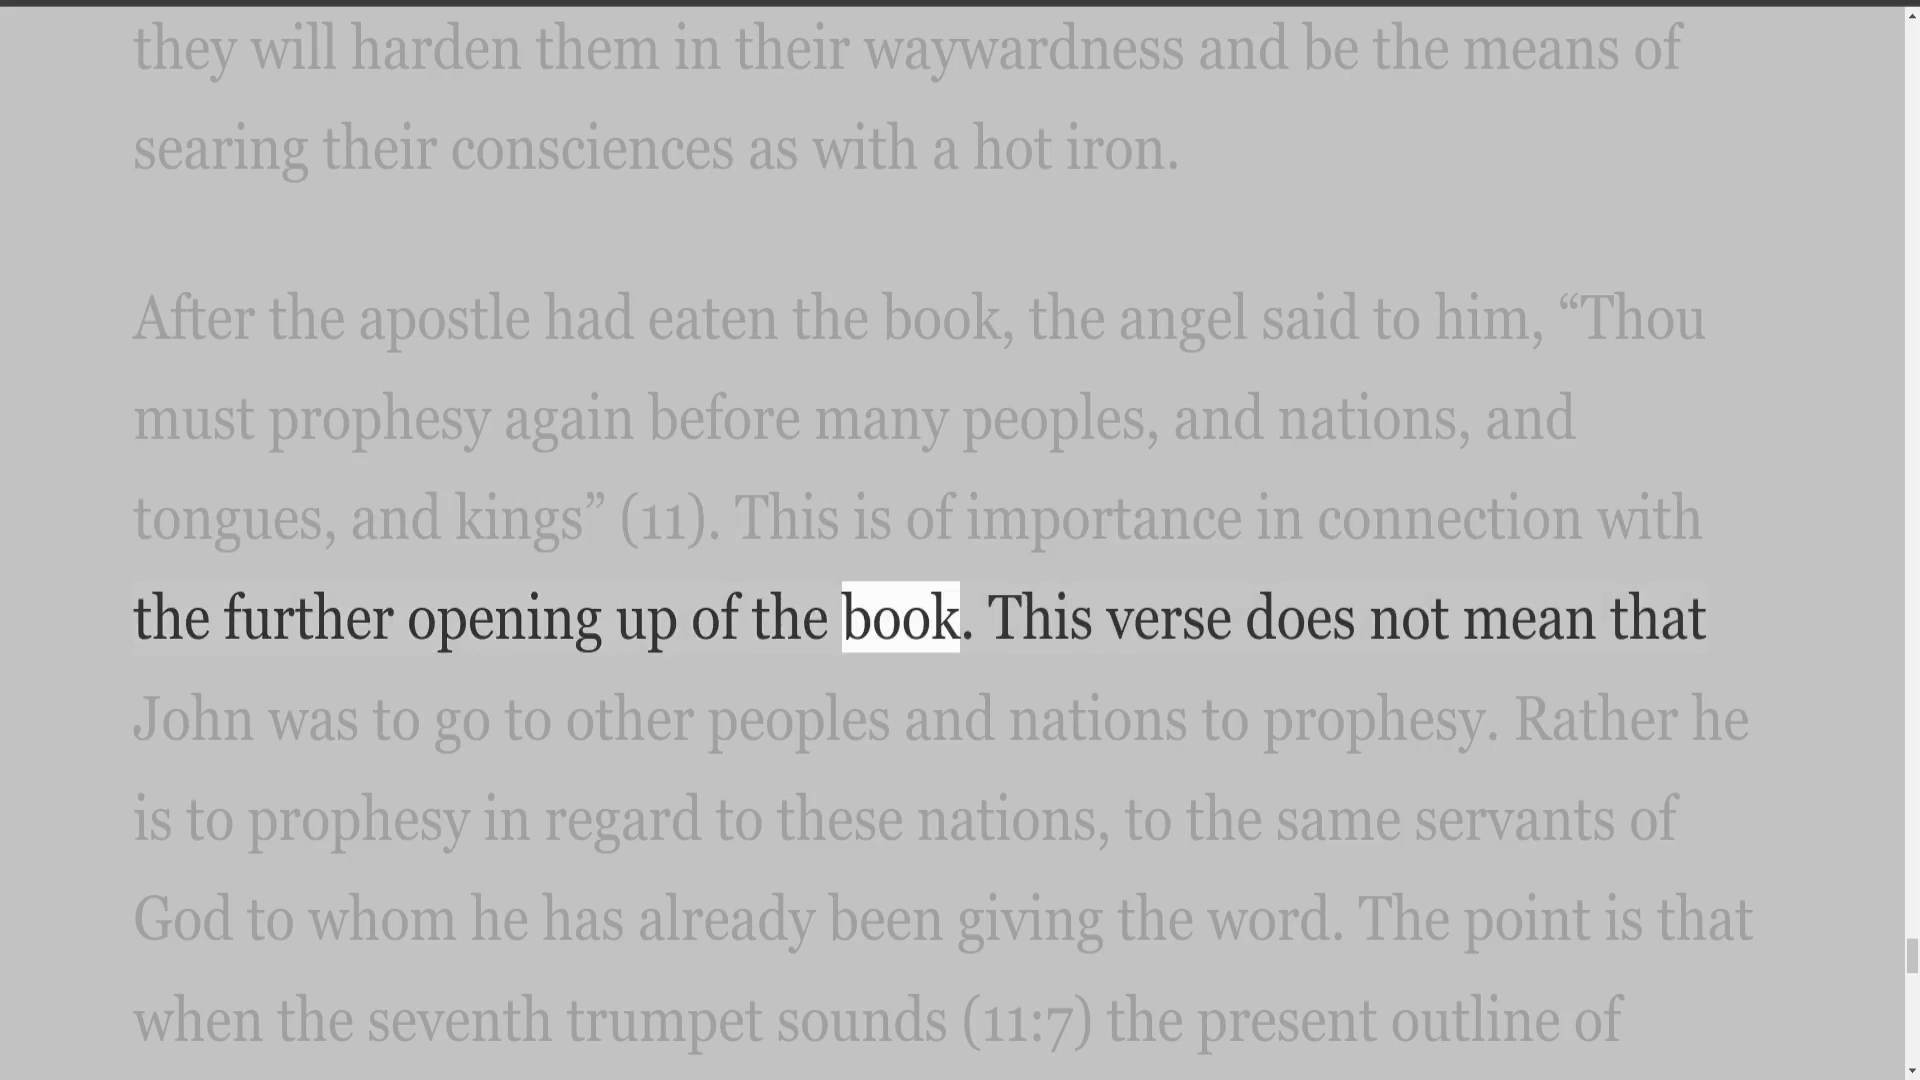 they will harden them in their waywardness and be the means of
searing their consciences as with a hot iron.
After the apostle had eaten the book, the angel said to him, “Thou
must prophesy again before many peoples, and nations, and
tongues, and kings” (11). This is of importance in connection with
the further opening up of the book. This verse does not mean that
John was to go to other peoples and nations to prophesy. Rather he
is to prophesy in regard to these nations, to the same servants of
God to whom he has already been giving the word. The point is that
when the seventh trumpet sounds (11:7) the present outline of